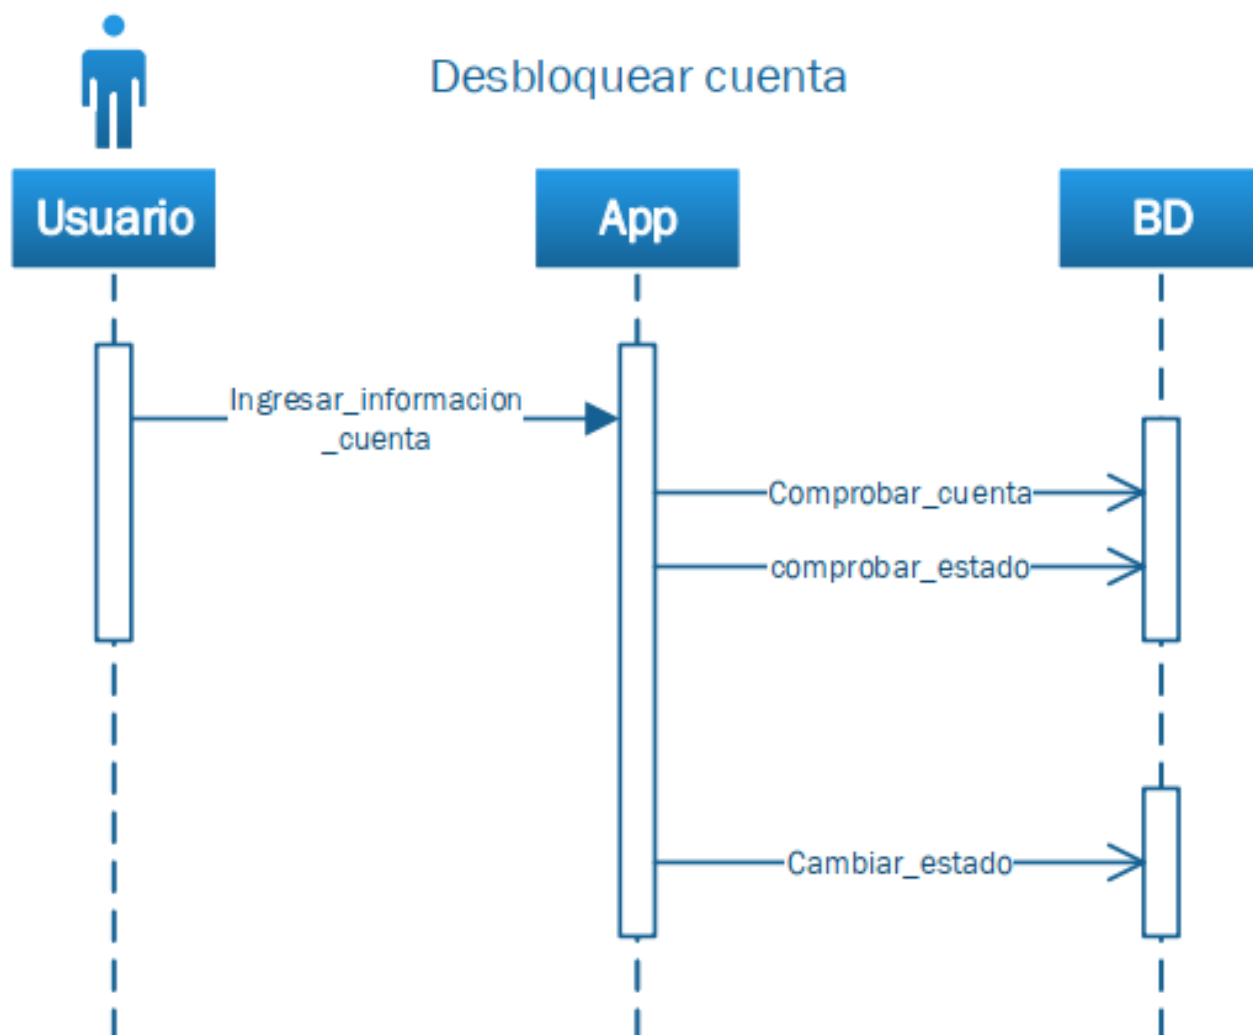 Desbloquear cuenta
Usuario
App
BD
Ingresar_informacion
_cuenta
Comprobar_cuenta
comprobar_estado
Cambiar_estado